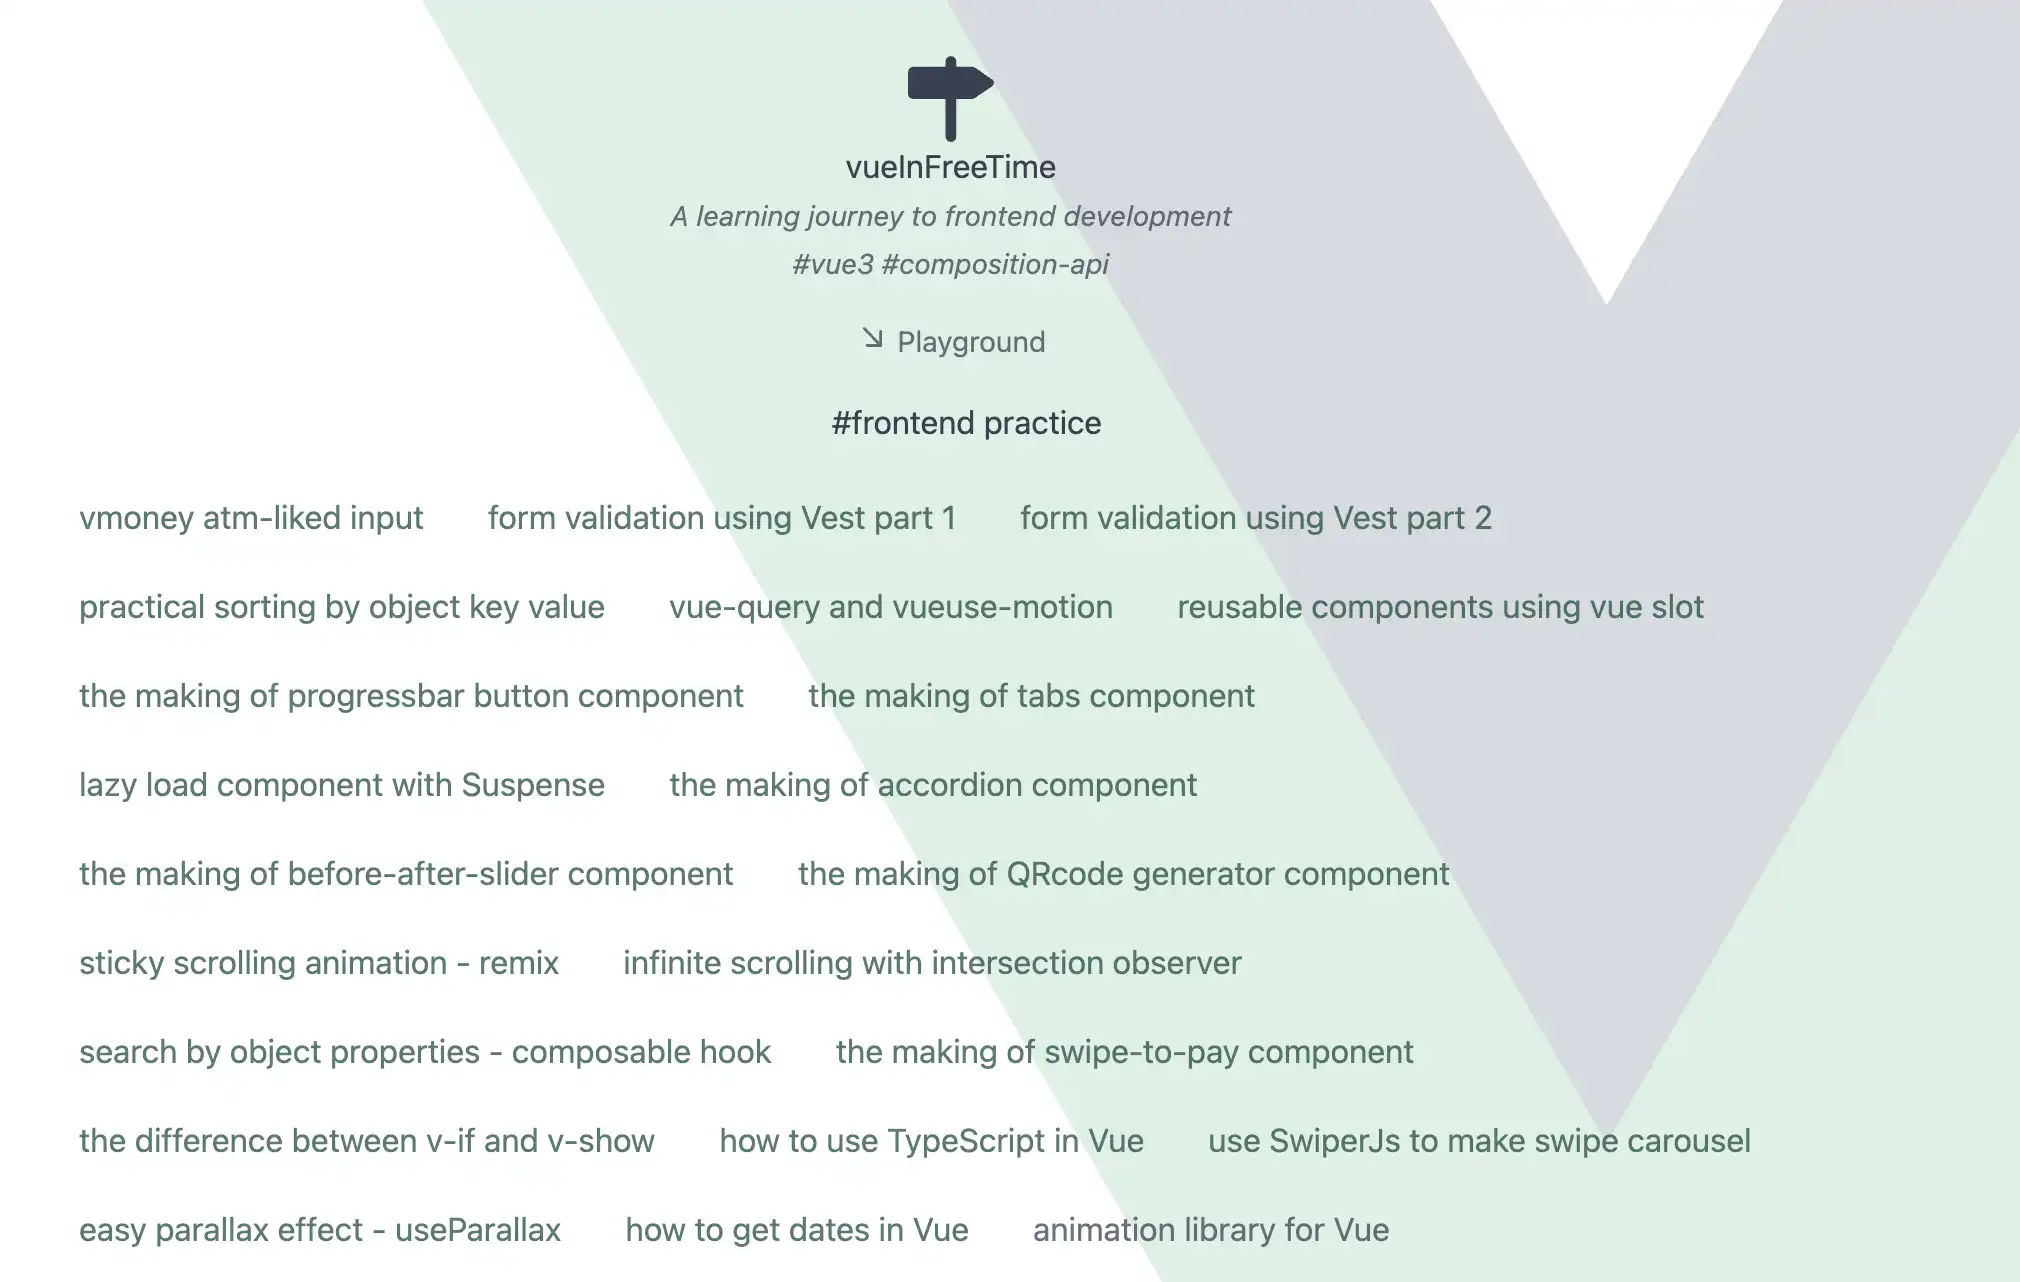 vueInFreeTime
A learning journey to frontend development
#vue3 #composition-api
Playground
#frontend practice
vmoney atm-liked input form validation using Vest part 1 form validation using Vest part 2
practical sorting by object key value vue-query and vueuse-motion reusable components using vue slot
the making of progressbar button component the making of tabs component
lazy load component with Suspense the making of accordion component
the making of before-after-slider component the making of QRcode generator component
sticky scrolling animation - remix infinite scrolling with intersection observer
search by object properties - composable hook the making of swipe-to-pay component
the difference between v-if and v-show how to use TypeScript in Vue use SwiperJs to make swipe carousel
easy parallax effect - useParallax how to get dates in Vue animation library for Vue